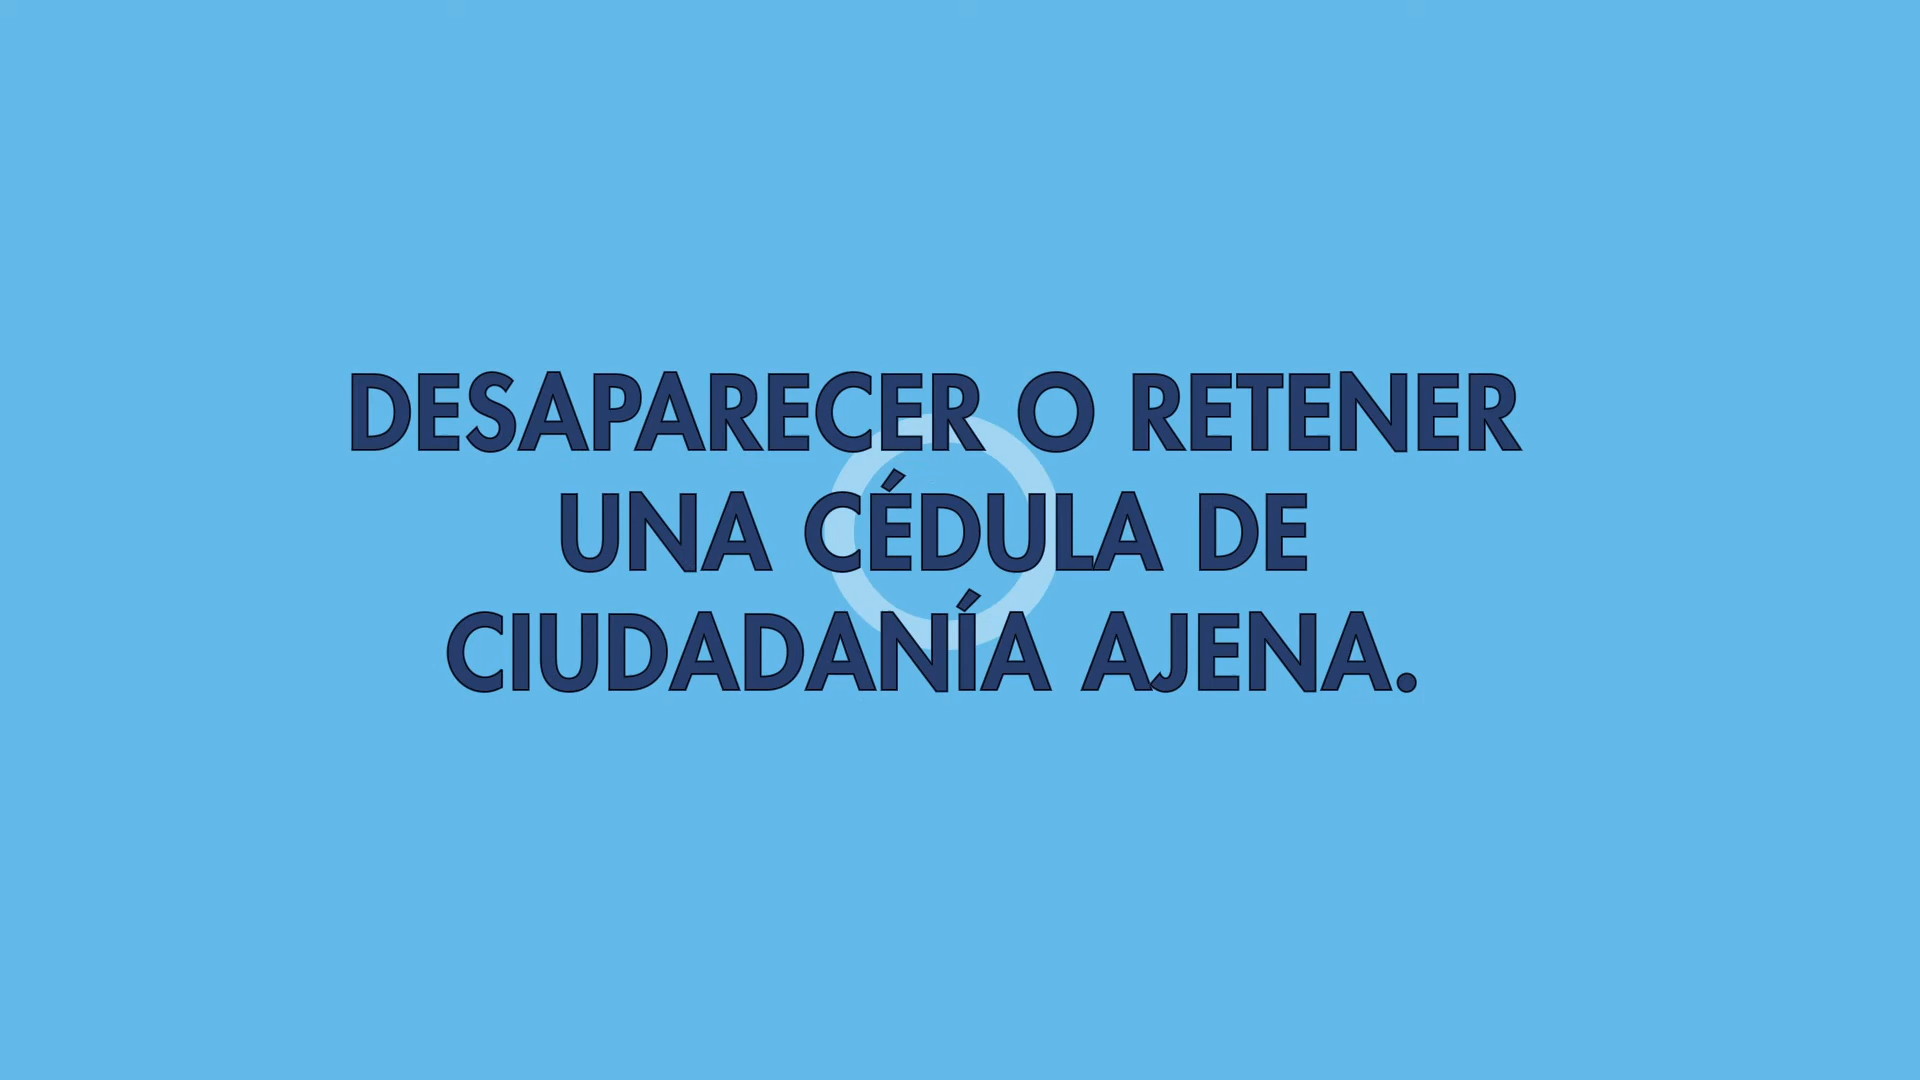 DESAPARECER O RETENER
UNA CÉDULA DE
CIUDADANÍA AJENA.